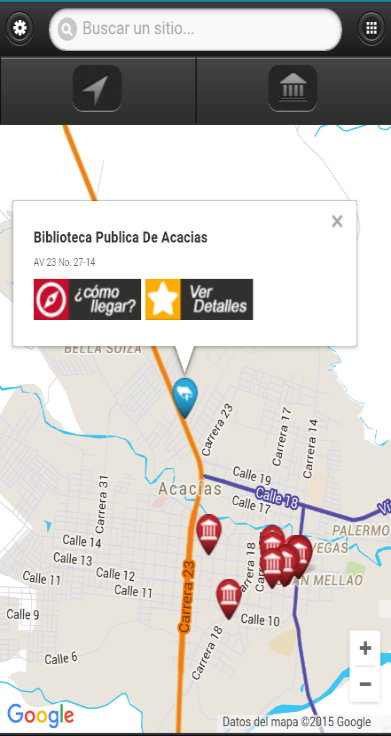 Buscar un sitio...
Biblioteca Publica De Acacias
AV 23 No. 27-14
¿cómo
llegar?
Ver
Detalles
BELLA SUIZA
Carrera 23
Carrera 17
Carrera 14
Calle 19
Calle 18
Acacías
Calle 17
Carrera 31
PALERMO
VEGAS
Calle 14
Calle 13
Calle 12
Calle 11
Calle 11
Carrera 18
Carrera 23
Calle 9
Calle 10
Carrera 18
Calle 6
+
−
Google
Datos del mapa ©2015 Google